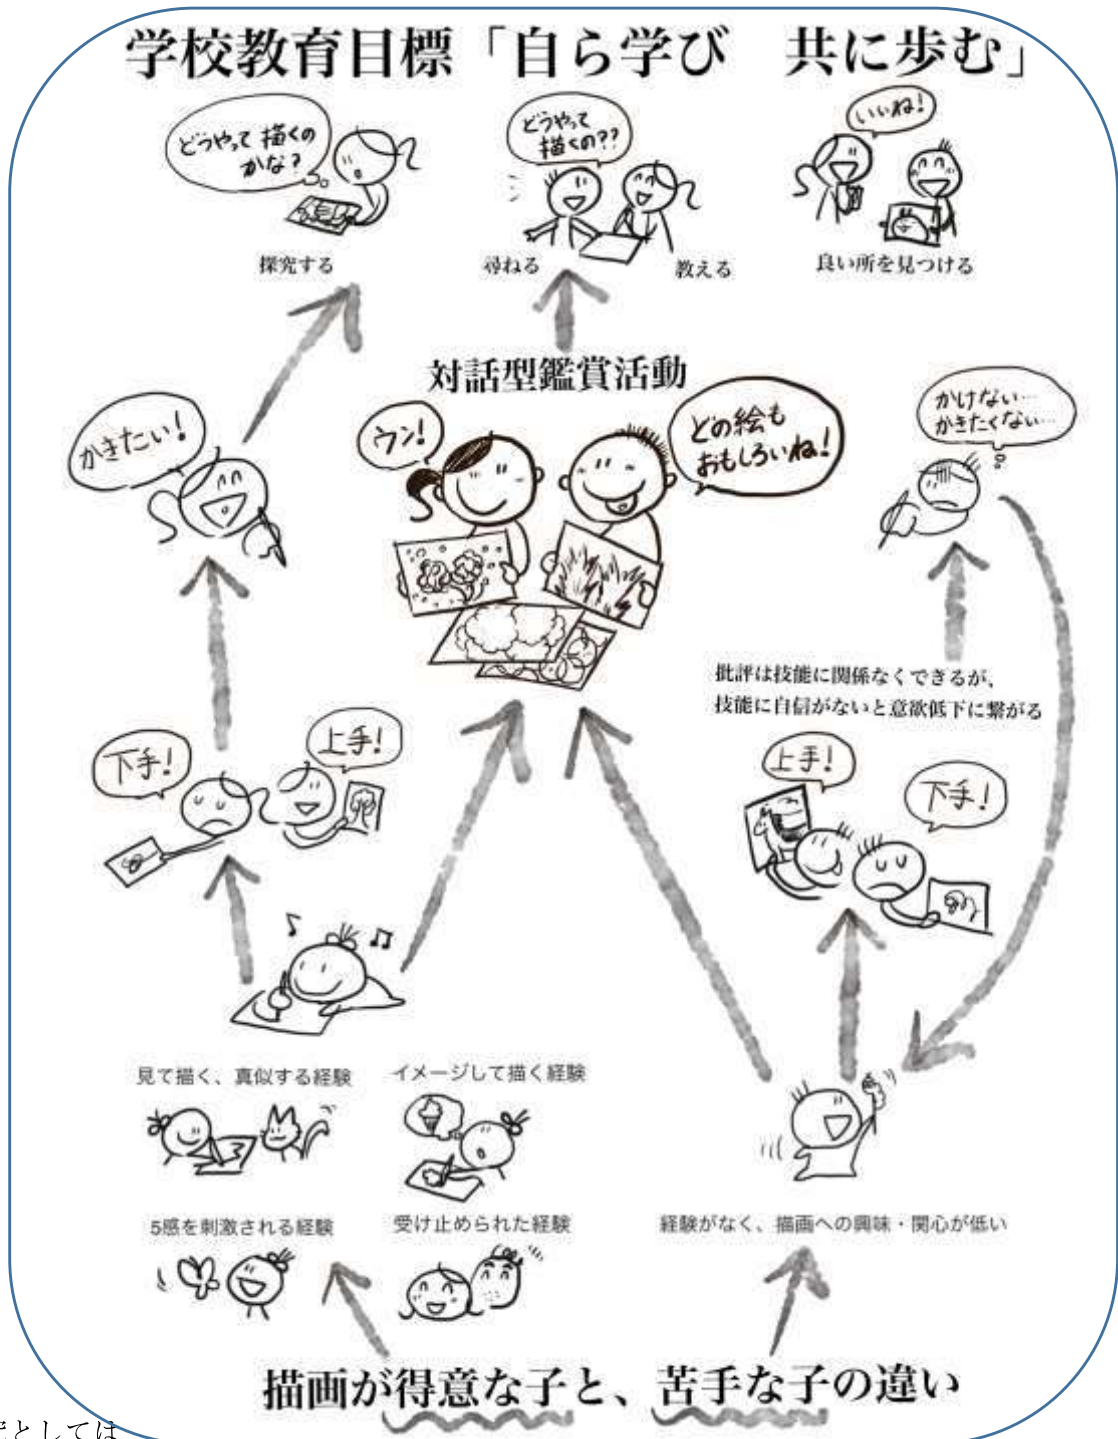 学校教育目標「自ら学び 共に歩む」
どうやって描くの
かな?
どうやって
描くの??
いいね!
探究する
尋ねる
教える
良い所を見つける
対話型鑑賞活動
かきたい!
ウン!
どの絵も
おもしろいね!
かけない…
かきたくない…
批評は技能に関係なくできるが、
技能に自信がないと意欲低下に繋がる
下手!
上手!
上手!
下手!
見て描く、真似する経験
イメージして描く経験
5感を刺激される経験
受け止められた経験
経験がなく、描画への興味・関心が低い
描画が得意な子と、苦手な子の違い
としては